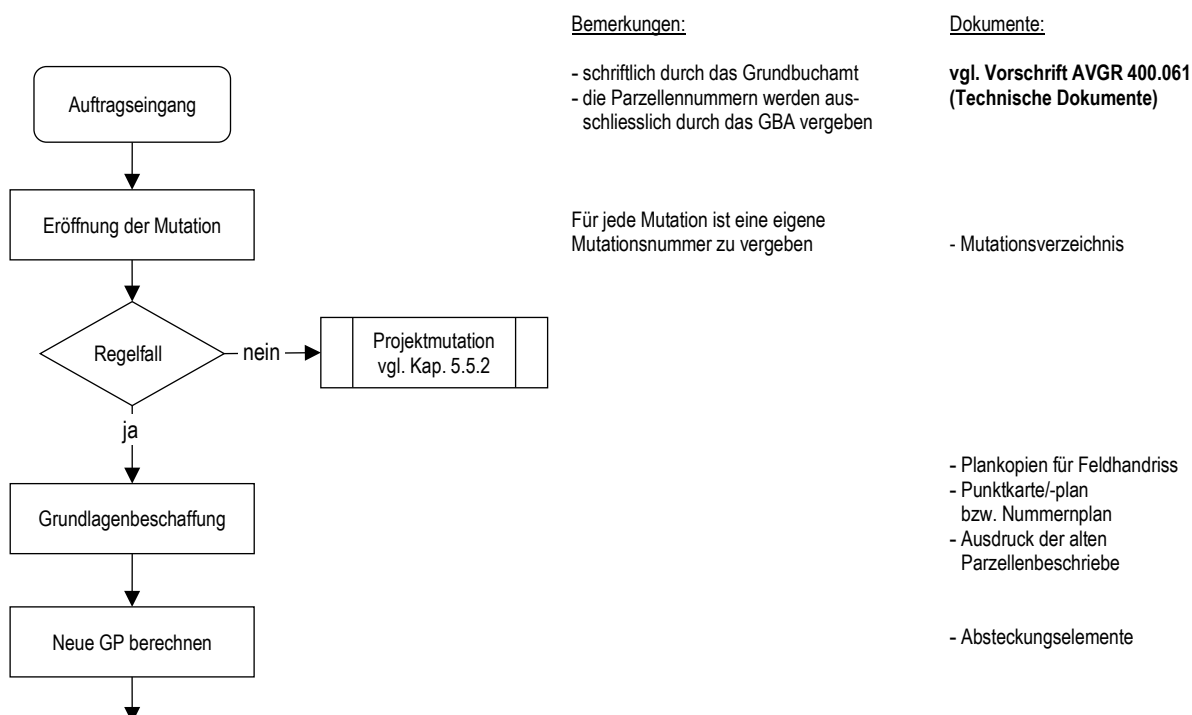 Bemerkungen:
Dokumente:
Auftragseingang
- schriftlich durch das Grundbuchamt
- die Parzellennummern werden aus-
schliesslich durch das GBA vergeben
vgl. Vorschrift AVGR 400.061
(Technische Dokumente)
Eröffnung der Mutation
Für jede Mutation ist eine eigene
Mutationsnummer zu vergeben
- Mutationsverzeichnis
Regelfall
nein
Projektmutation
vgl. Kap. 5.5.2
ja
Grundlagenbeschaffung
- Plankopien für Feldhandriss
- Punktkarte/-plan
bzw. Nummernplan
- Ausdruck der alten
Parzellenbeschriebe
Neue GP berechnen
- Absteckungselemente